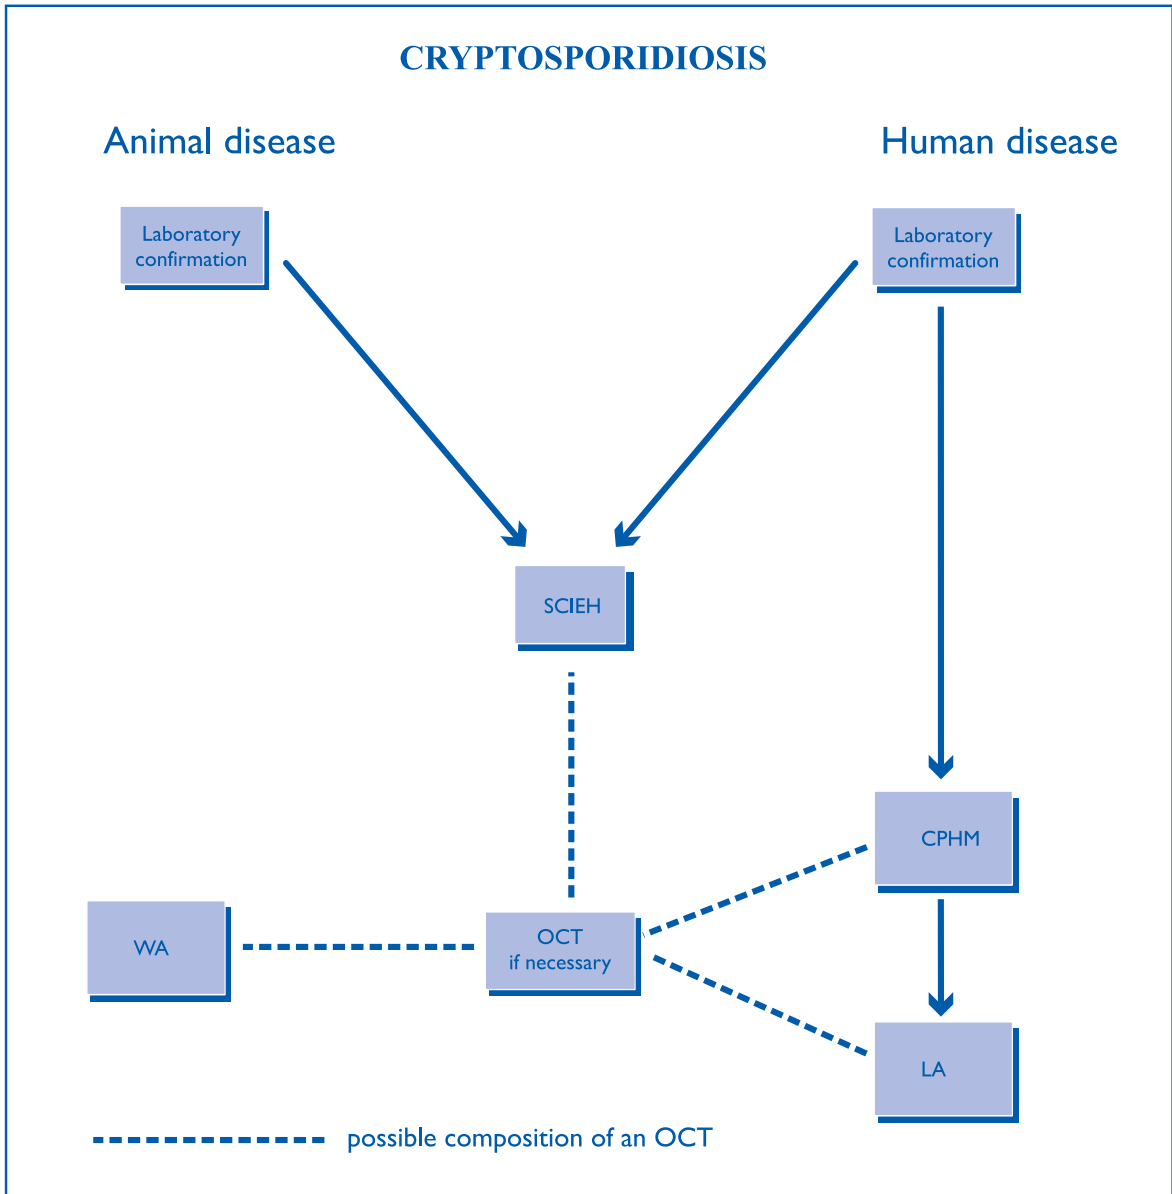 CRYPTOSPORIDIOSIS
Animal disease
Human disease
Laboratory
confirmation
Laboratory
confirmation
SCIEH
CPHM
WA
OCT
if necessary
LA
possible composition of an OCT